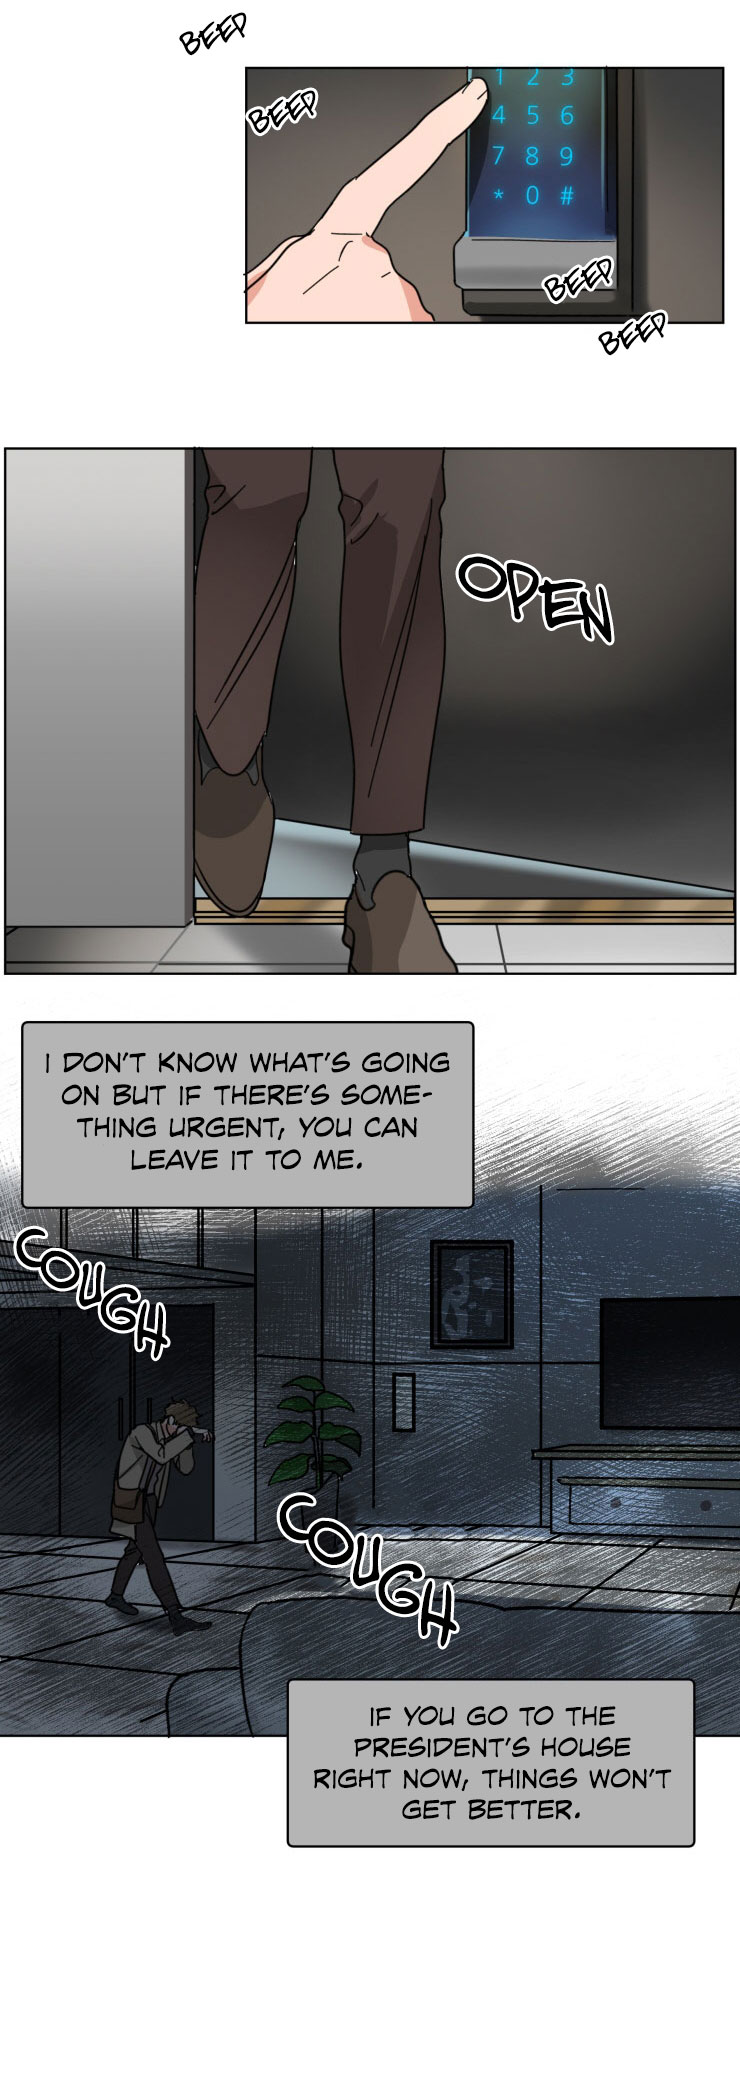 BEEP
BEEP
1 2 3
4 5 6
7 8 9
* 0 #
BEEP
BEEP
OPEN
I DON'T KNOW WHAT'S GOING
ON BUT IF THERE'S SOME-
THING URGENT, YOU CAN
LEAVE IT TO ME.
COUGH
COUGH
IF YOU GO TO THE
PRESIDENT'S HOUSE
RIGHT NOW, THINGS WON'T
GET BETTER.